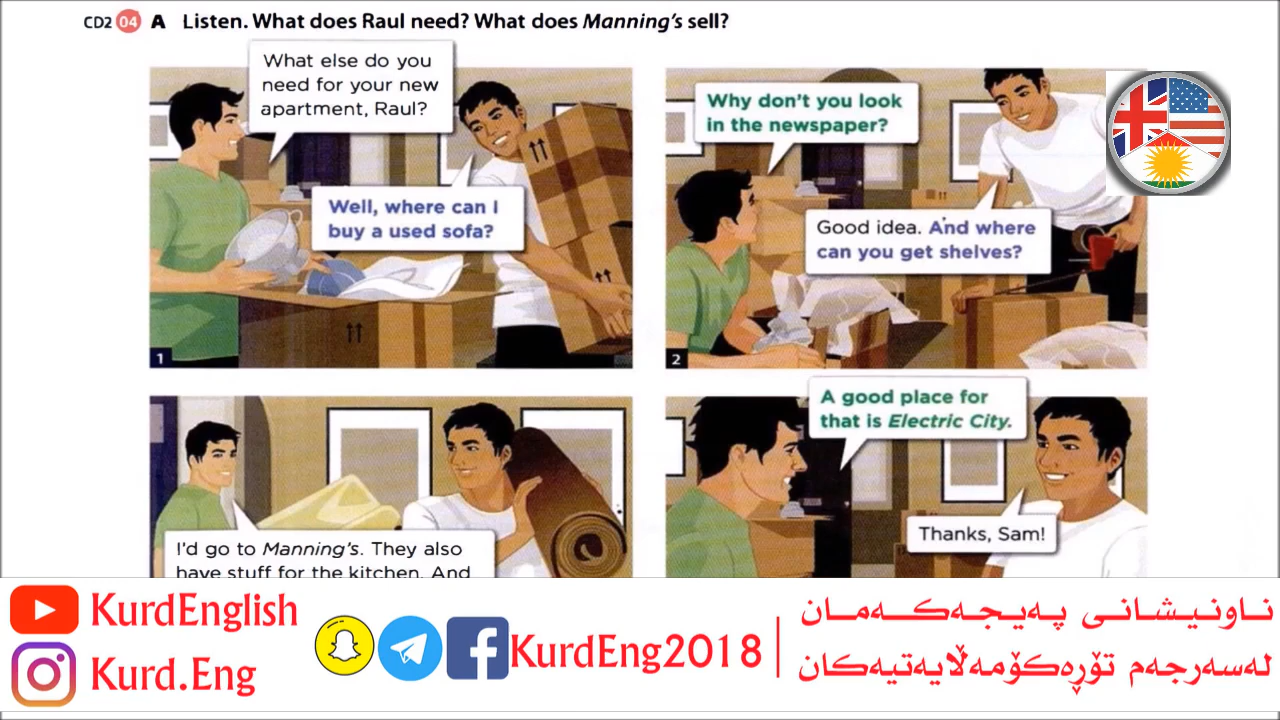 CD2 04 A Listen. What does Raul need? What does Manning's sell?
What else do you
need for your new
apartment, Raul?
Well, where can I
buy a used sofa?
1
Why don't you look
in the newspaper?
Good idea. And where
can you get shelves?
2
I'd go to Manning's. They also
have stuff for the kitchen. And
A good place for
that is Electric City.
Thanks, Sam!
KurdEnglish
Kurd.Eng
KurdEng2018
ناونیشانی پەیجەکەمان
لەسەرجەم تۆڕەکۆمەڵایەتیەکان